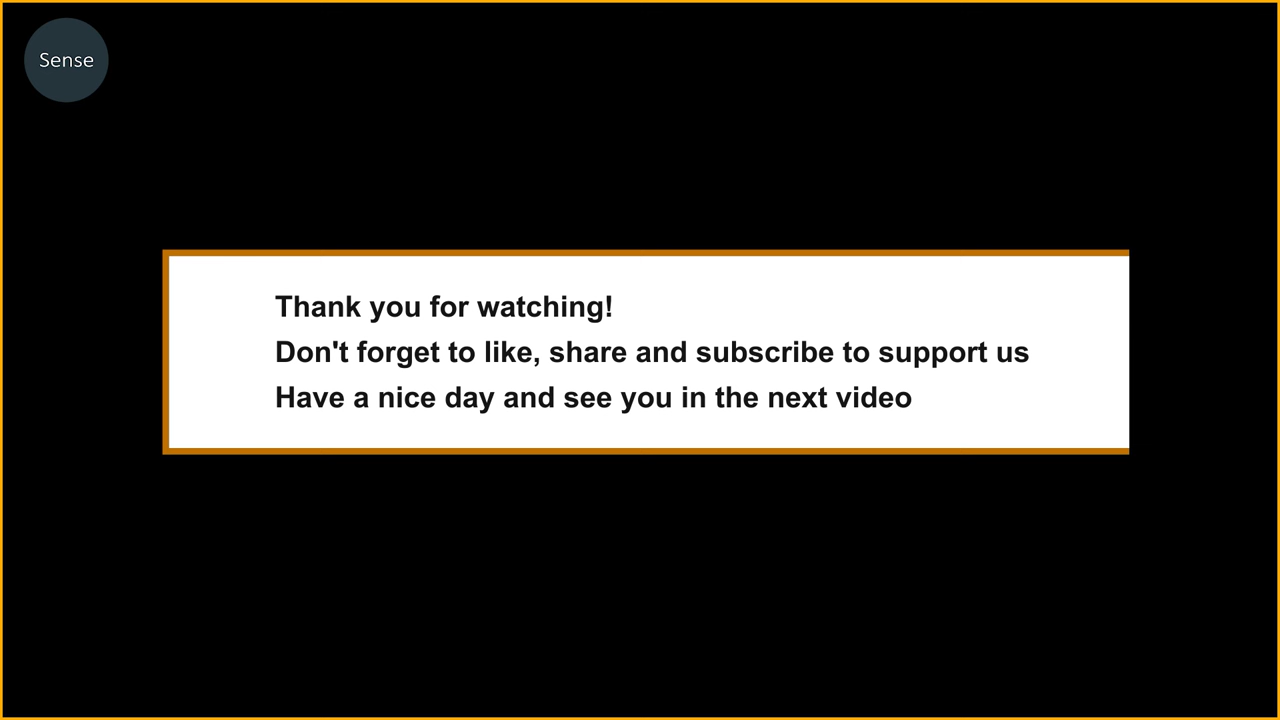 Sense
Thank you for watching!
Don't forget to like, share and subscribe to support us
Have a nice day and see you in the next video